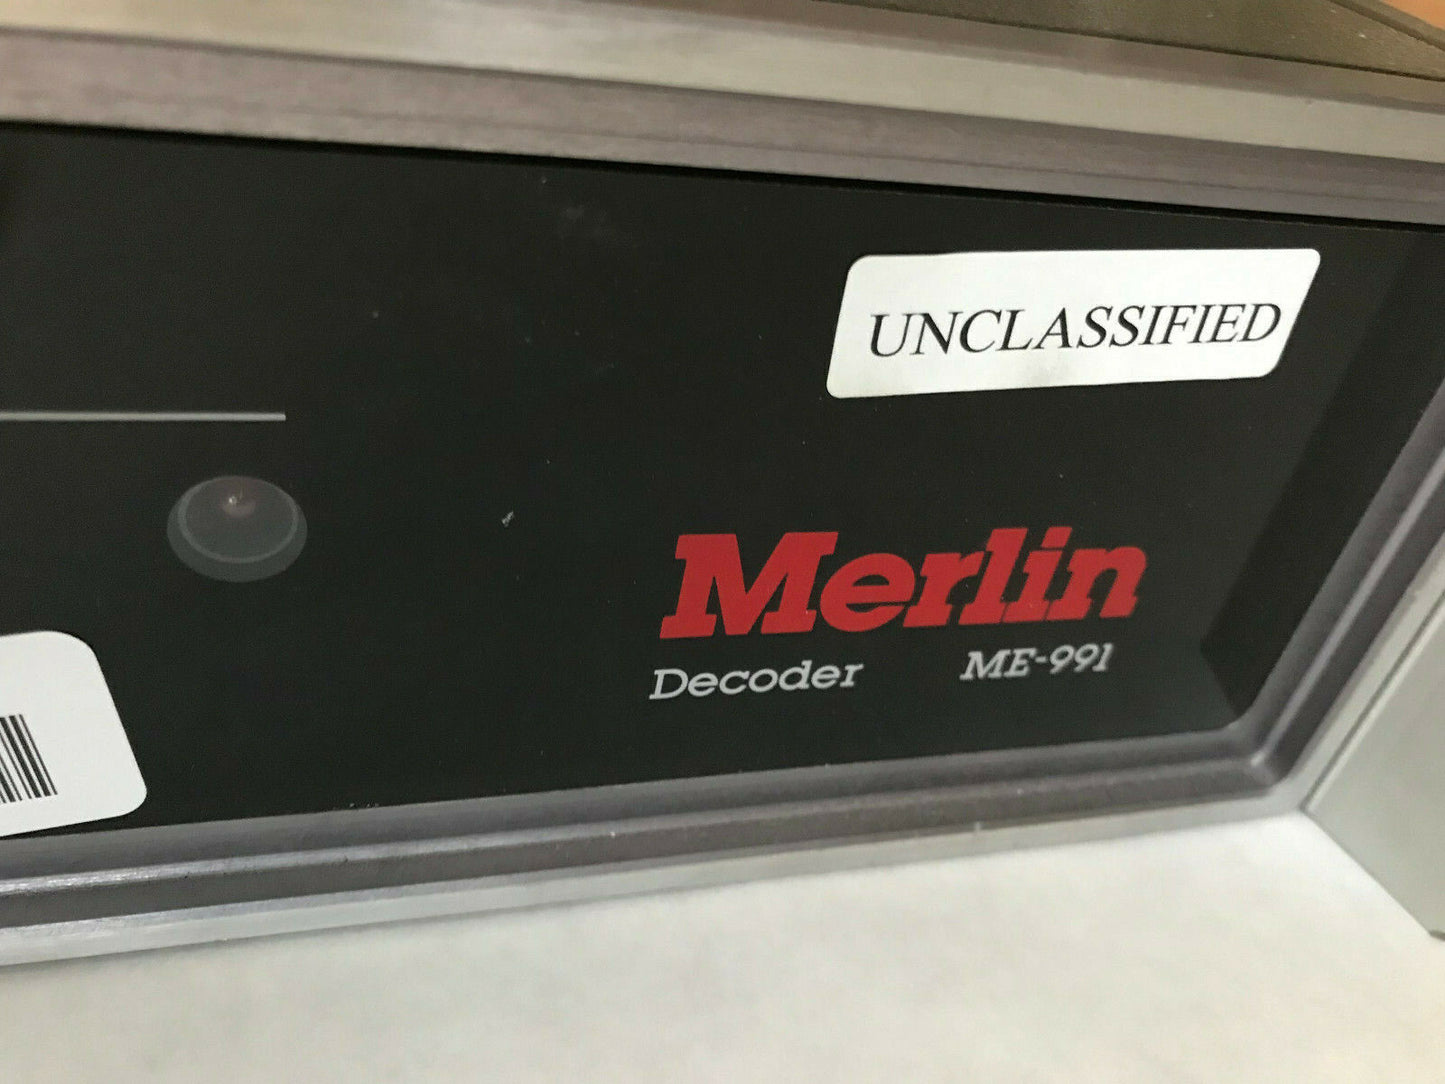 UNCLASSIFIED
Merlin
Decoder ME-991